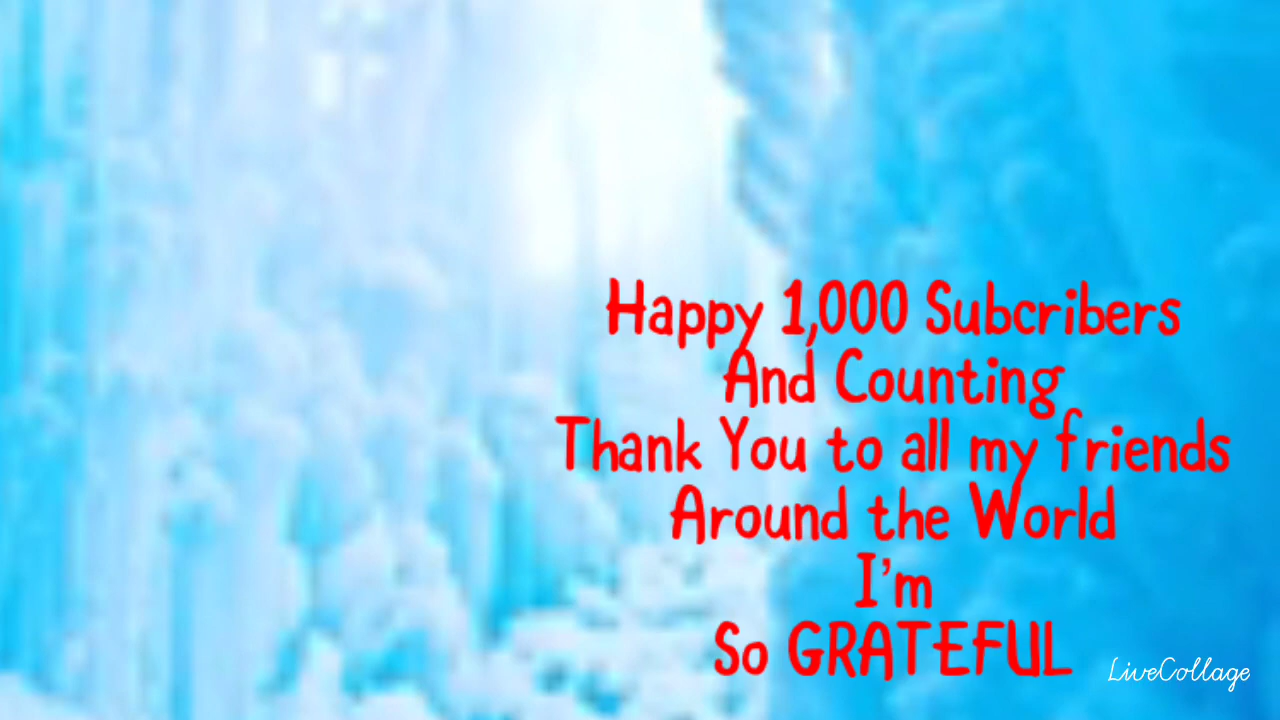 Happy 1,000 Subcribers
And Counting
Thank You to all my friends
Around the World
I'm
So GRATEFUL
LiveCollage